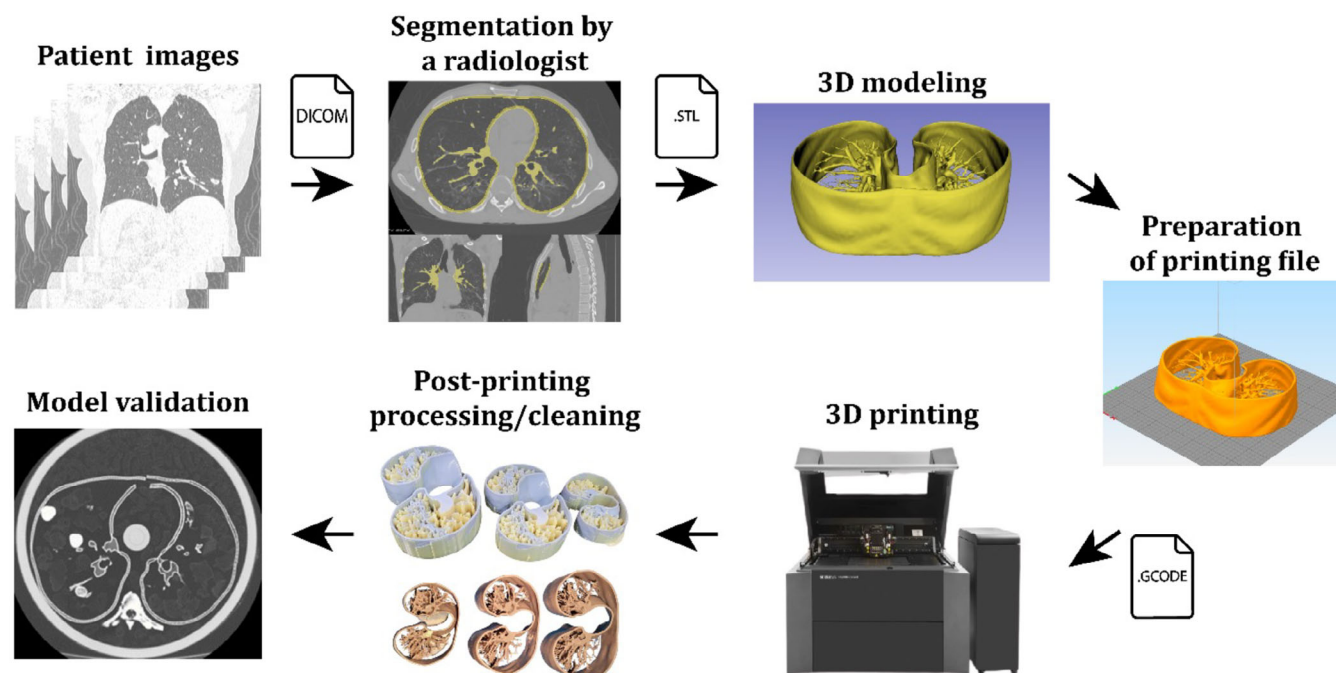 Patient images
DICOM
Segmentation by
a radiologist
.STL
3D modeling
Preparation
of printing file
.GCODE
3D printing
Post-printing
processing/cleaning
Model validation